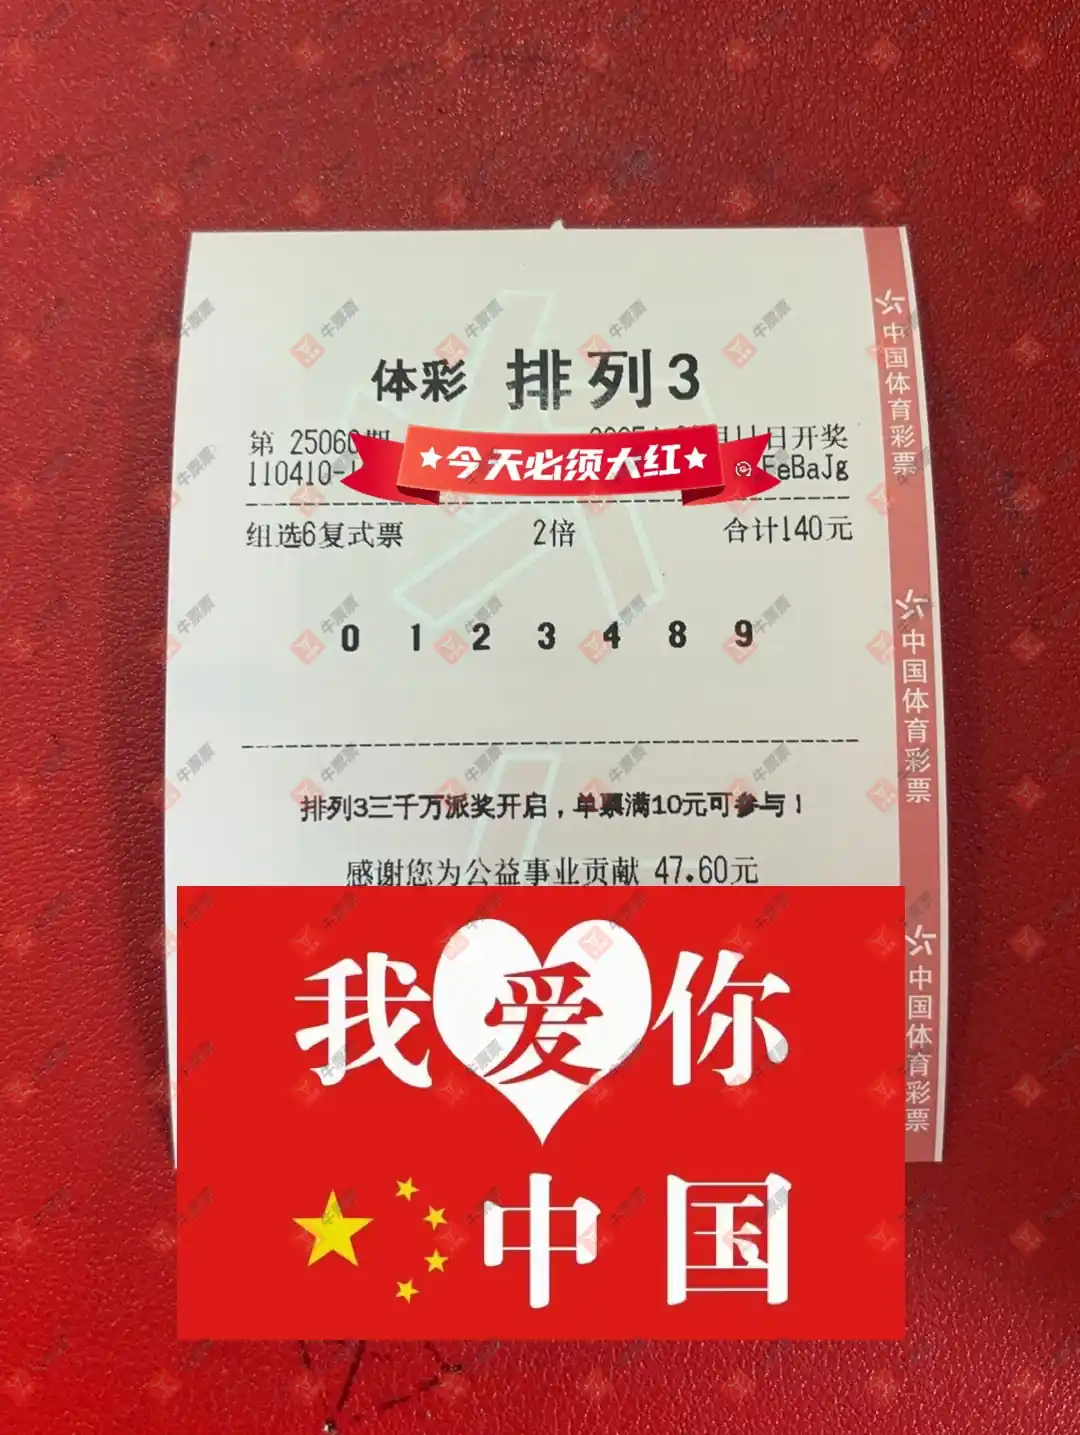 体彩 排列3
第 25060期
月11日开奖
110410-
FeBaJg
★今天必须大红★
组选6复式票 2倍 合计140元
0 1 2 3 4 8 9
排列3三千万派奖开启，单票满10元可参与！
感谢您为公益事业贡献 47.60元
我爱你
中国
中国体育彩票
中国体育彩票
中国体育彩票
牛票票